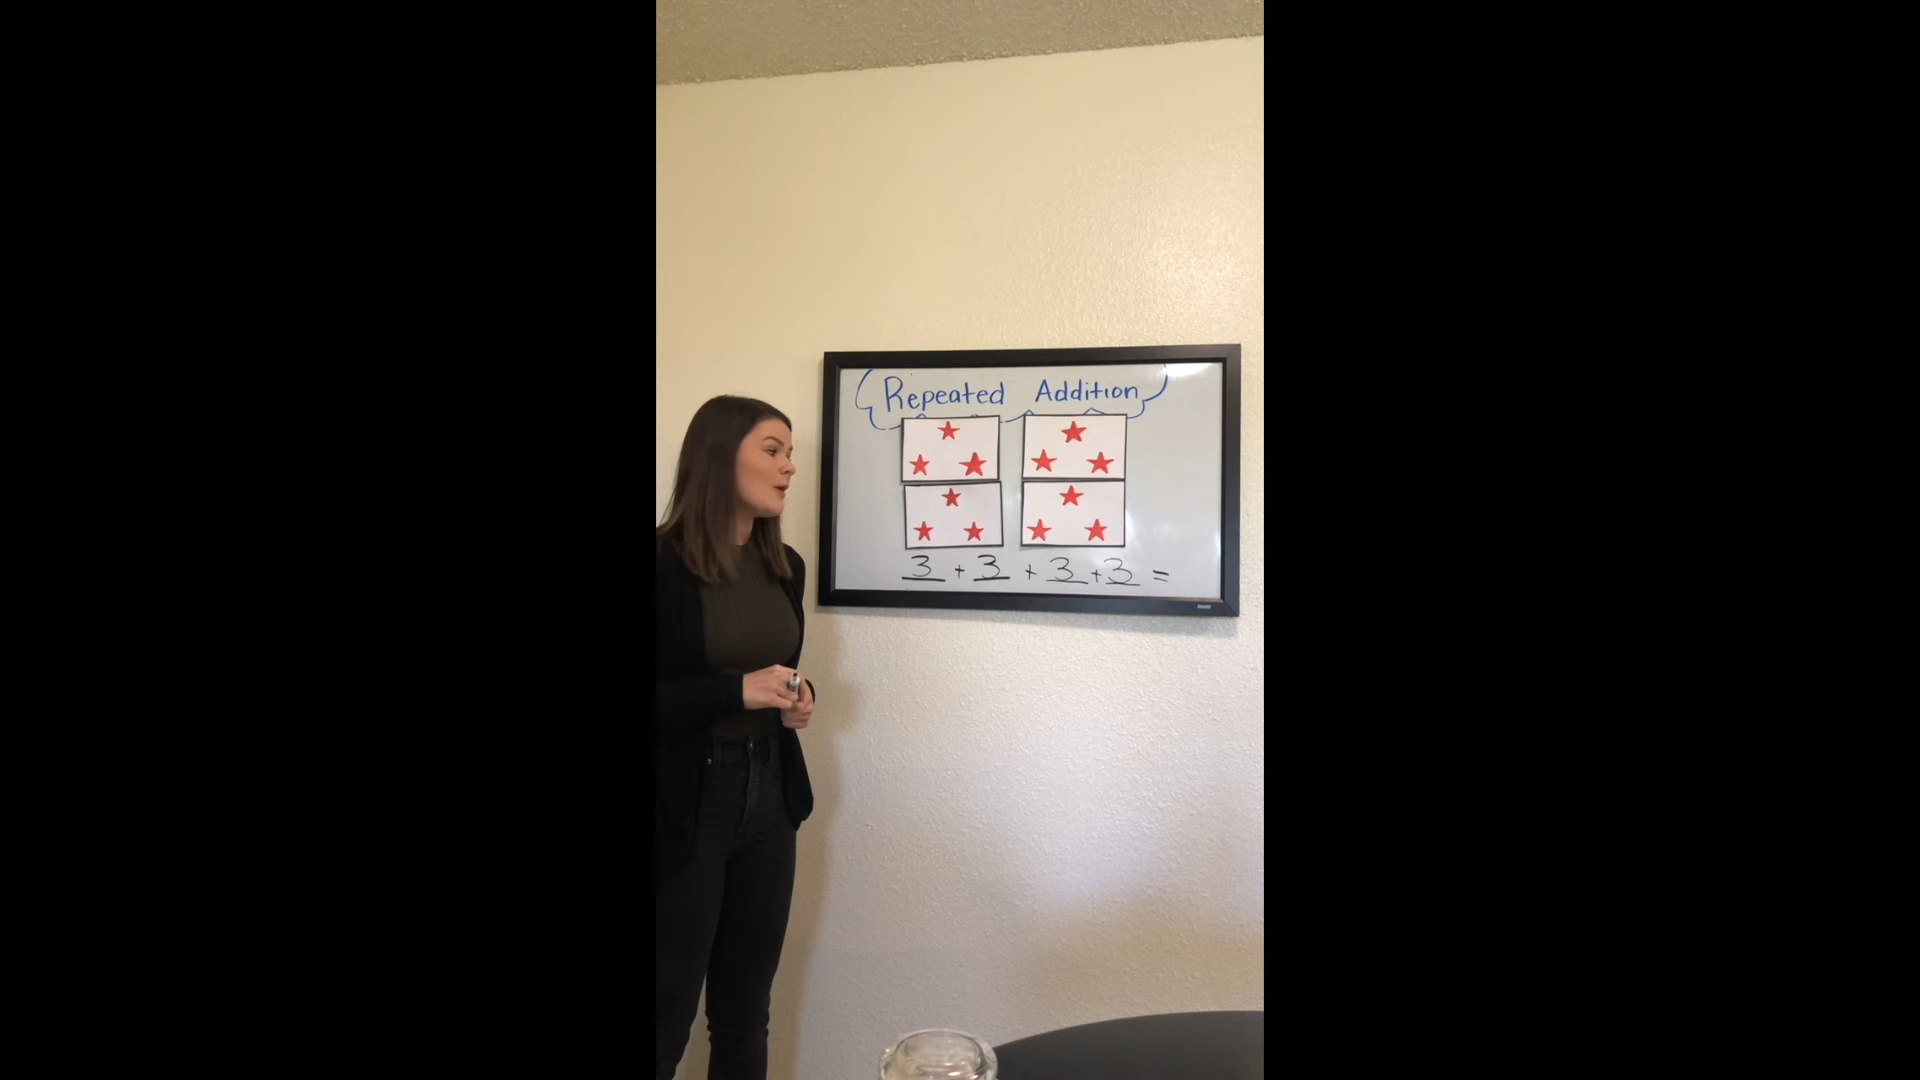 Repeated Addition
3 + 3 + 3 + 3 =